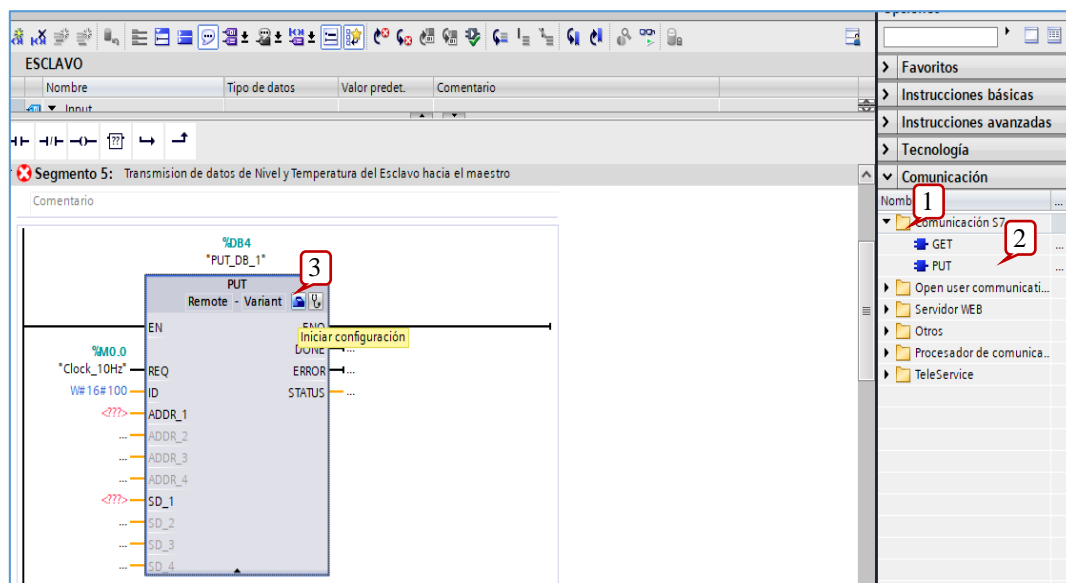 Opciones
ESCLAVO
Nombre Tipo de datos Valor predet. Comentario
Input
Segmento 5: Transmision de datos de Nivel y Temperatura del Esclavo hacia el maestro
Comentario
%DB4
"PUT_DB_1"
3
PUT
Remote - Variant
EN ENO
Iniciar configuración
%M0.0
DONE ...
"Clock_10Hz" REQ ERROR ...
W#16#100 ID STATUS ...
<???> ADDR_1
... ADDR_2
... ADDR_3
... ADDR_4
<???> SD_1
... SD_2
... SD_3
... SD_4
Favoritos
Instrucciones básicas
Instrucciones avanzadas
Tecnología
Comunicación
1 ...
Comunicación S7
2
GET ...
PUT ...
Open user communicati...
Servidor WEB
Otros
Procesador de comunica..
TeleService